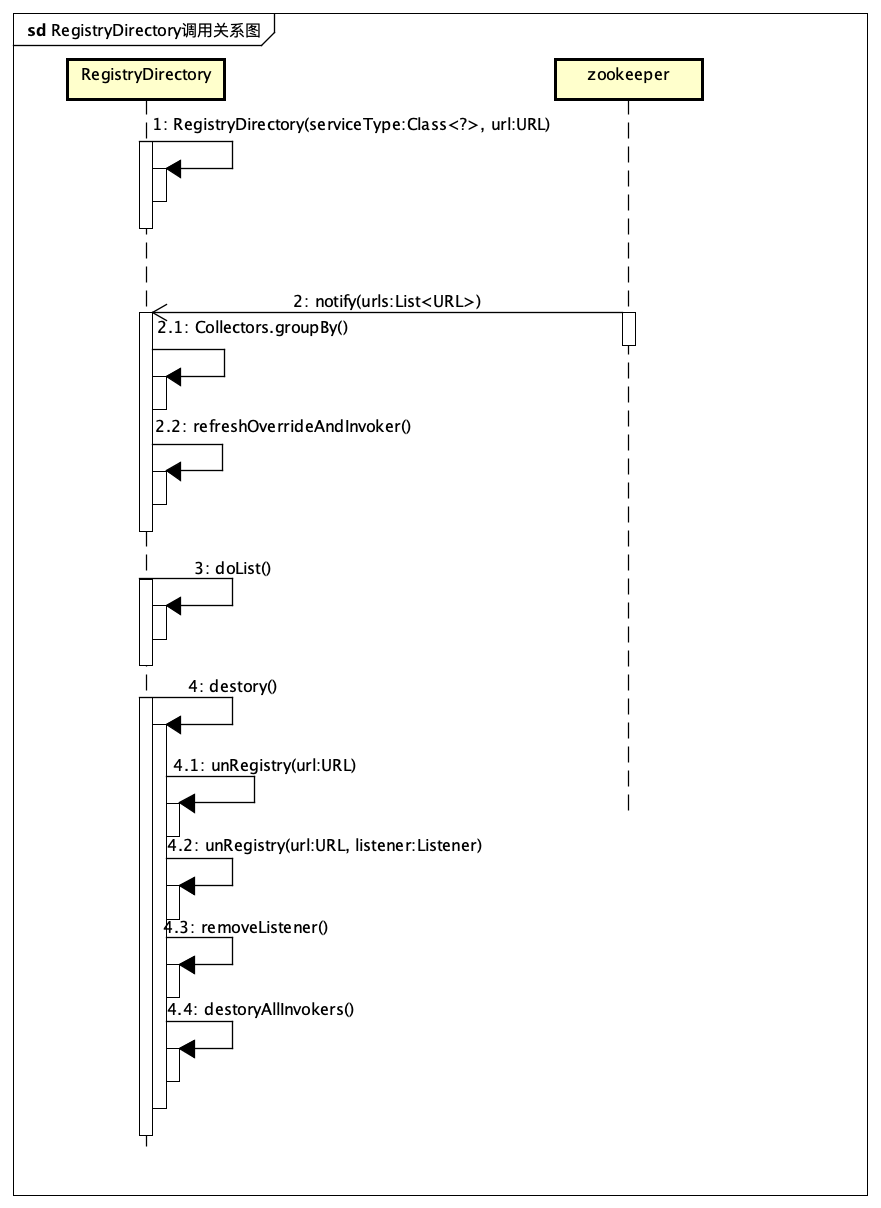 sd RegistryDirectory调用关系图
RegistryDirectory
zookeeper
1: RegistryDirectory(serviceType:Class<?>, url:URL)
2: notify(urls:List<URL>)
2.1: Collectors.groupBy()
2.2: refreshOverrideAndInvoker()
3: doList()
4: destory()
4.1: unRegistry(url:URL)
4.2: unRegistry(url:URL, listener:Listener)
4.3: removeListener()
4.4: destoryAllInvokers()